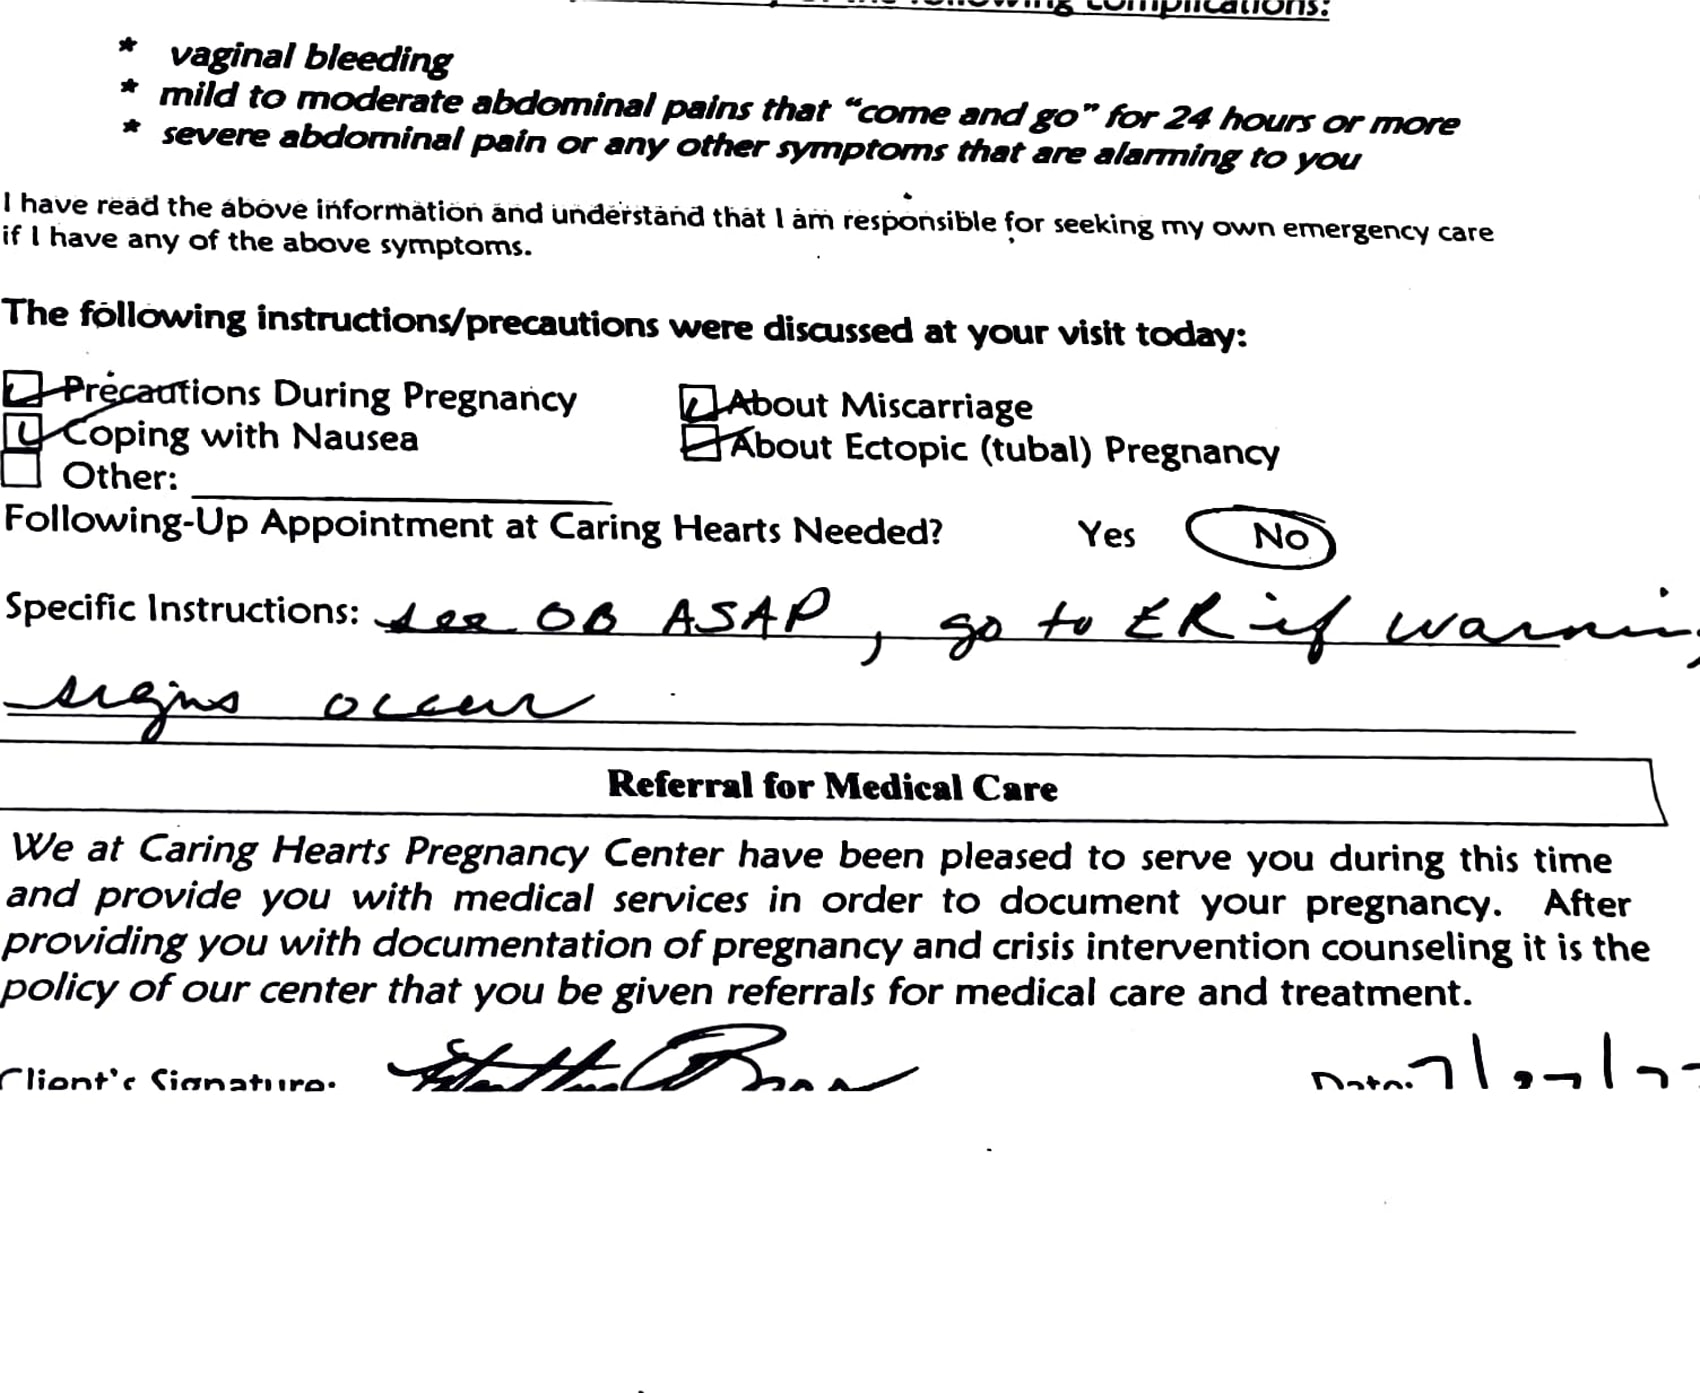 following complications:
* vaginal bleeding
* mild to moderate abdominal pains that “come and go” for 24 hours or more
* severe abdominal pain or any other symptoms that are alarming to you
I have read the above information and understand that I am responsible for seeking my own emergency care
if I have any of the above symptoms.
The following instructions/precautions were discussed at your visit today:
Precautions During Pregnancy About Miscarriage
Coping with Nausea About Ectopic (tubal) Pregnancy
Other:
Following-Up Appointment at Caring Hearts Needed? Yes No
Specific Instructions: see OB ASAP, go to ER if warnin
signs occur
Referral for Medical Care
We at Caring Hearts Pregnancy Center have been pleased to serve you during this time
and provide you with medical services in order to document your pregnancy. After
providing you with documentation of pregnancy and crisis intervention counseling it is the
policy of our center that you be given referrals for medical care and treatment.
Client's Signature: Date: